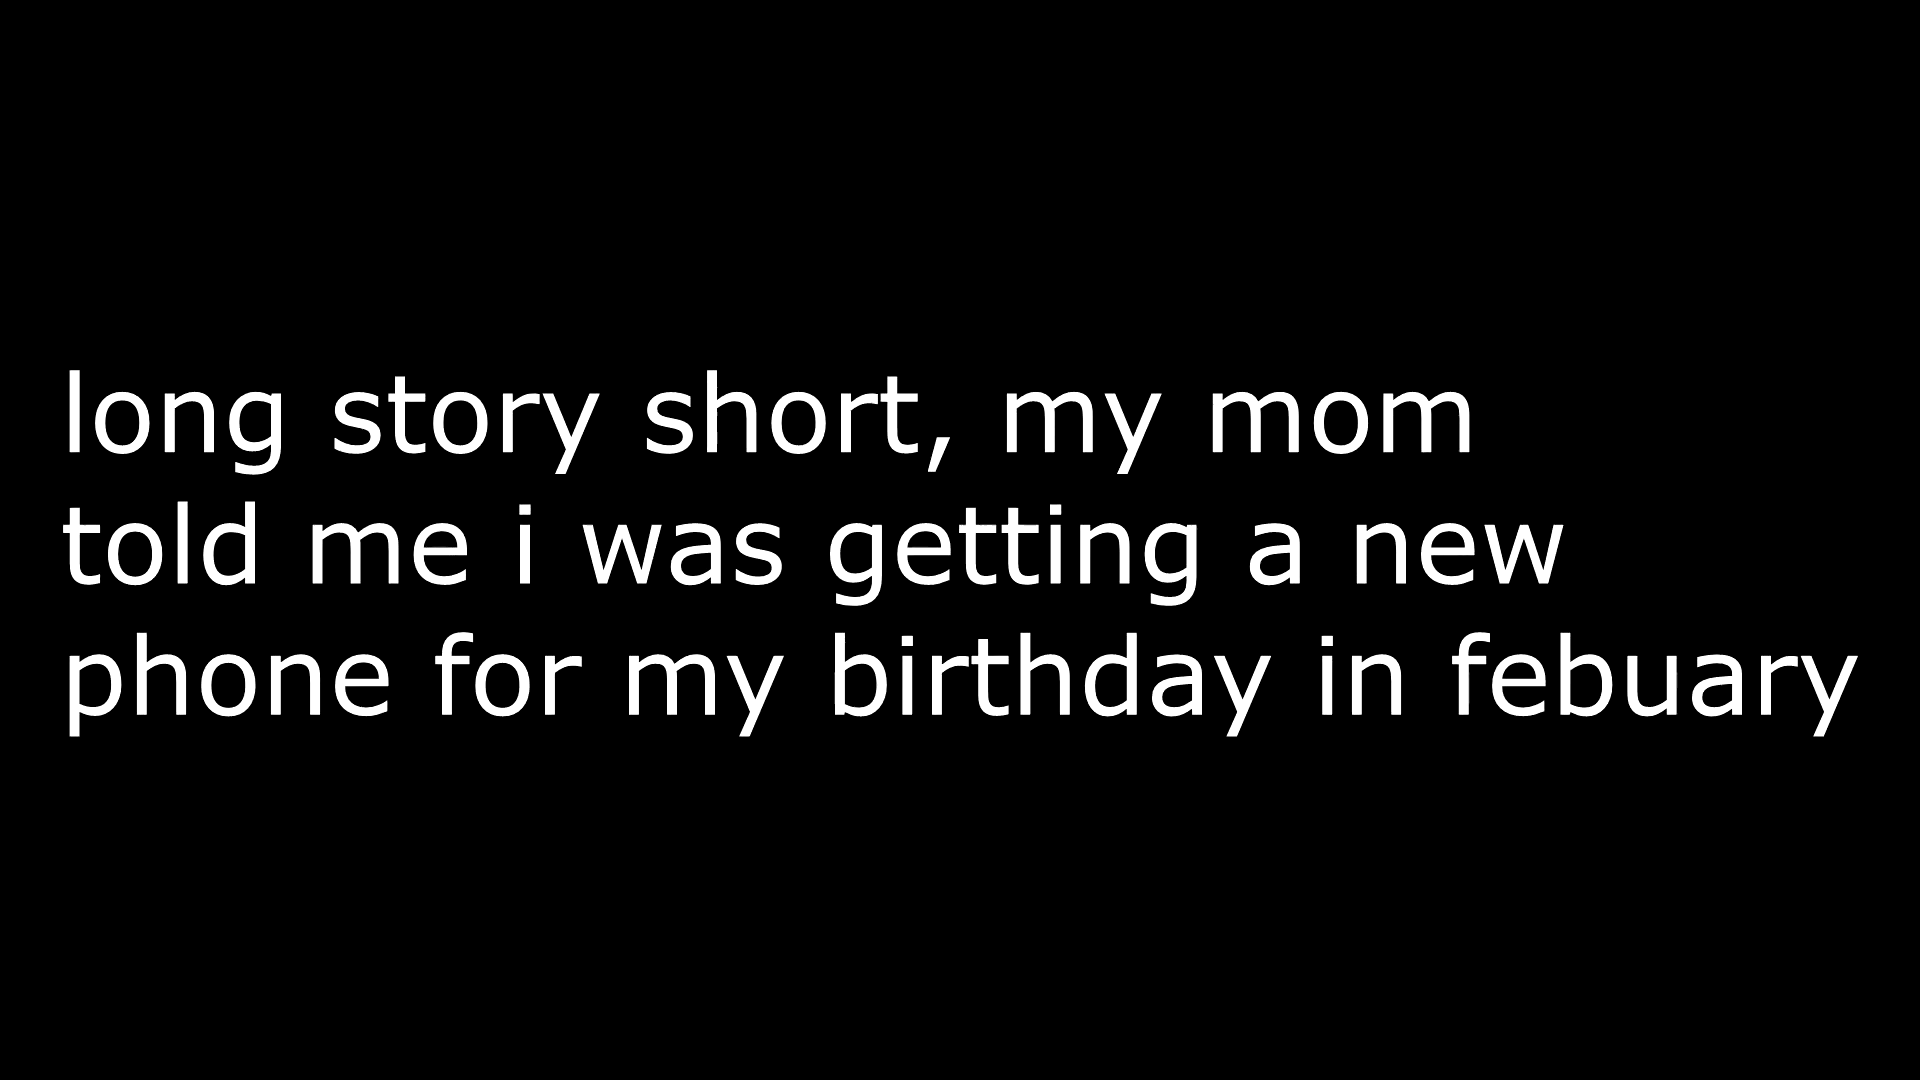 long story short, my mom
told me i was getting a new
phone for my birthday in febuary